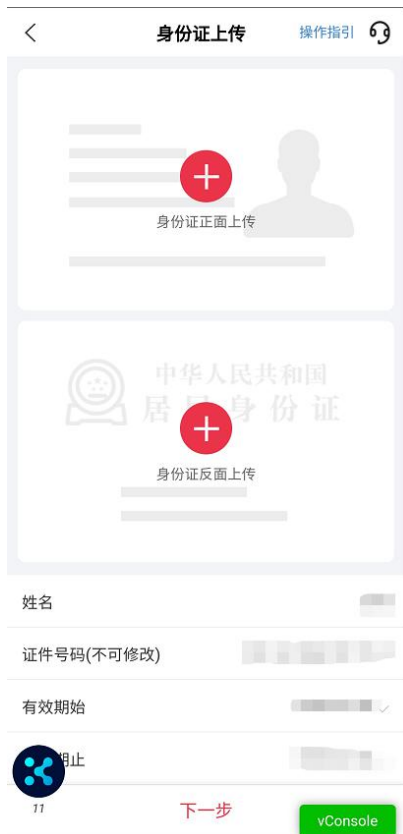 身份证上传
操作指引
身份证正面上传
中华人民共和国
居民身份证
身份证反面上传
姓名
证件号码(不可修改)
有效期始
期止
11
下一步
vConsole